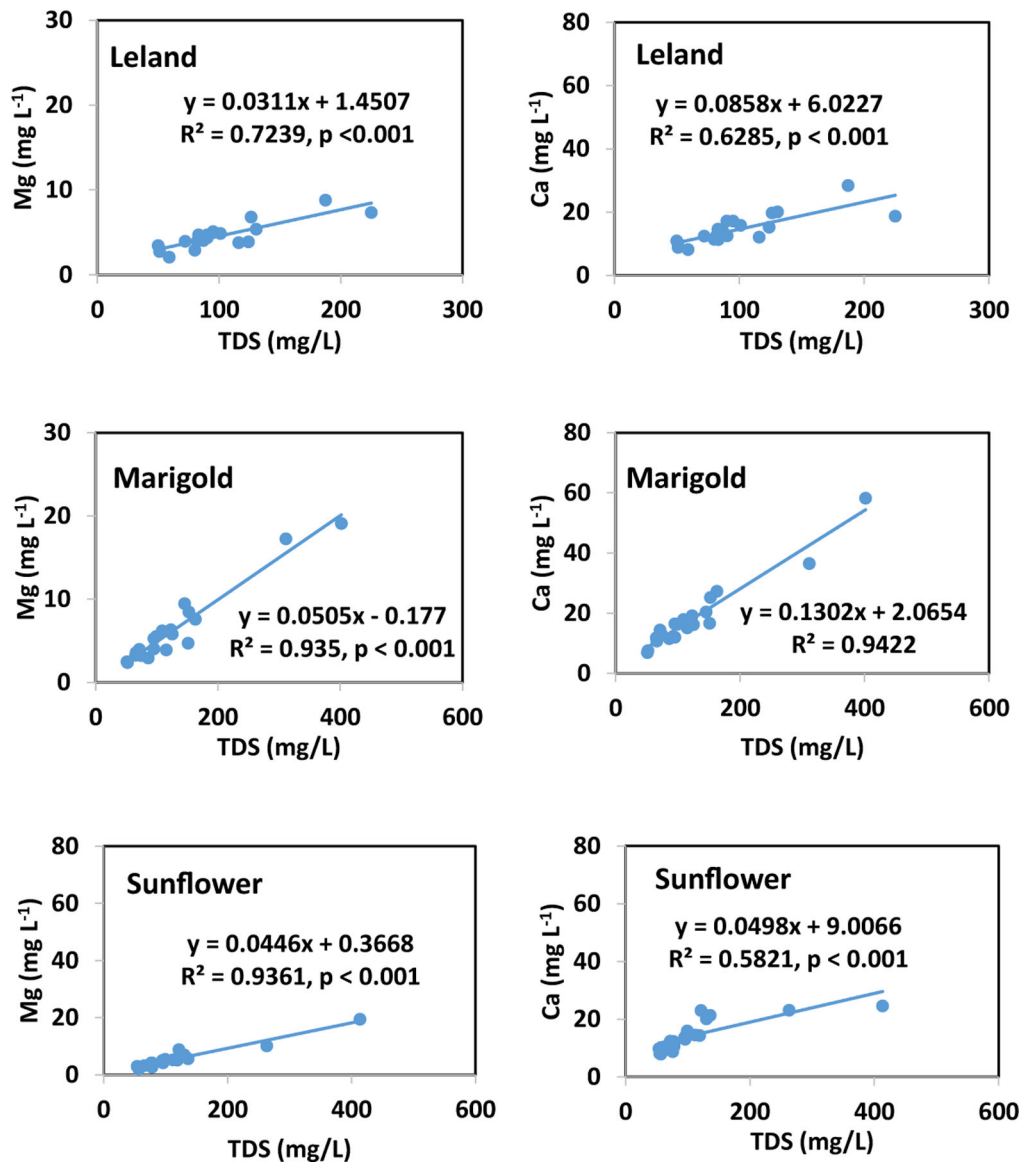 Leland
y = 0.0311x + 1.4507
R² = 0.7239, p <0.001
Mg (mg L⁻¹)
30
20
10
0
0 100 200 300
TDS (mg/L)
Leland
y = 0.0858x + 6.0227
R² = 0.6285, p < 0.001
Ca (mg L⁻¹)
80
60
40
20
0
0 100 200 300
TDS (mg/L)
Marigold
y = 0.0505x - 0.177
R² = 0.935, p < 0.001
Mg (mg L⁻¹)
30
20
10
0
0 200 400 600
TDS (mg/L)
Marigold
y = 0.1302x + 2.0654
R² = 0.9422
Ca (mg L⁻¹)
80
60
40
20
0
0 200 400 600
TDS (mg/L)
Sunflower
y = 0.0446x + 0.3668
R² = 0.9361, p < 0.001
Mg (mg L⁻¹)
80
60
40
20
0
0 200 400 600
TDS (mg/L)
Sunflower
y = 0.0498x + 9.0066
R² = 0.5821, p < 0.001
Ca (mg L⁻¹)
80
60
40
20
0
0 200 400 600
TDS (mg/L)